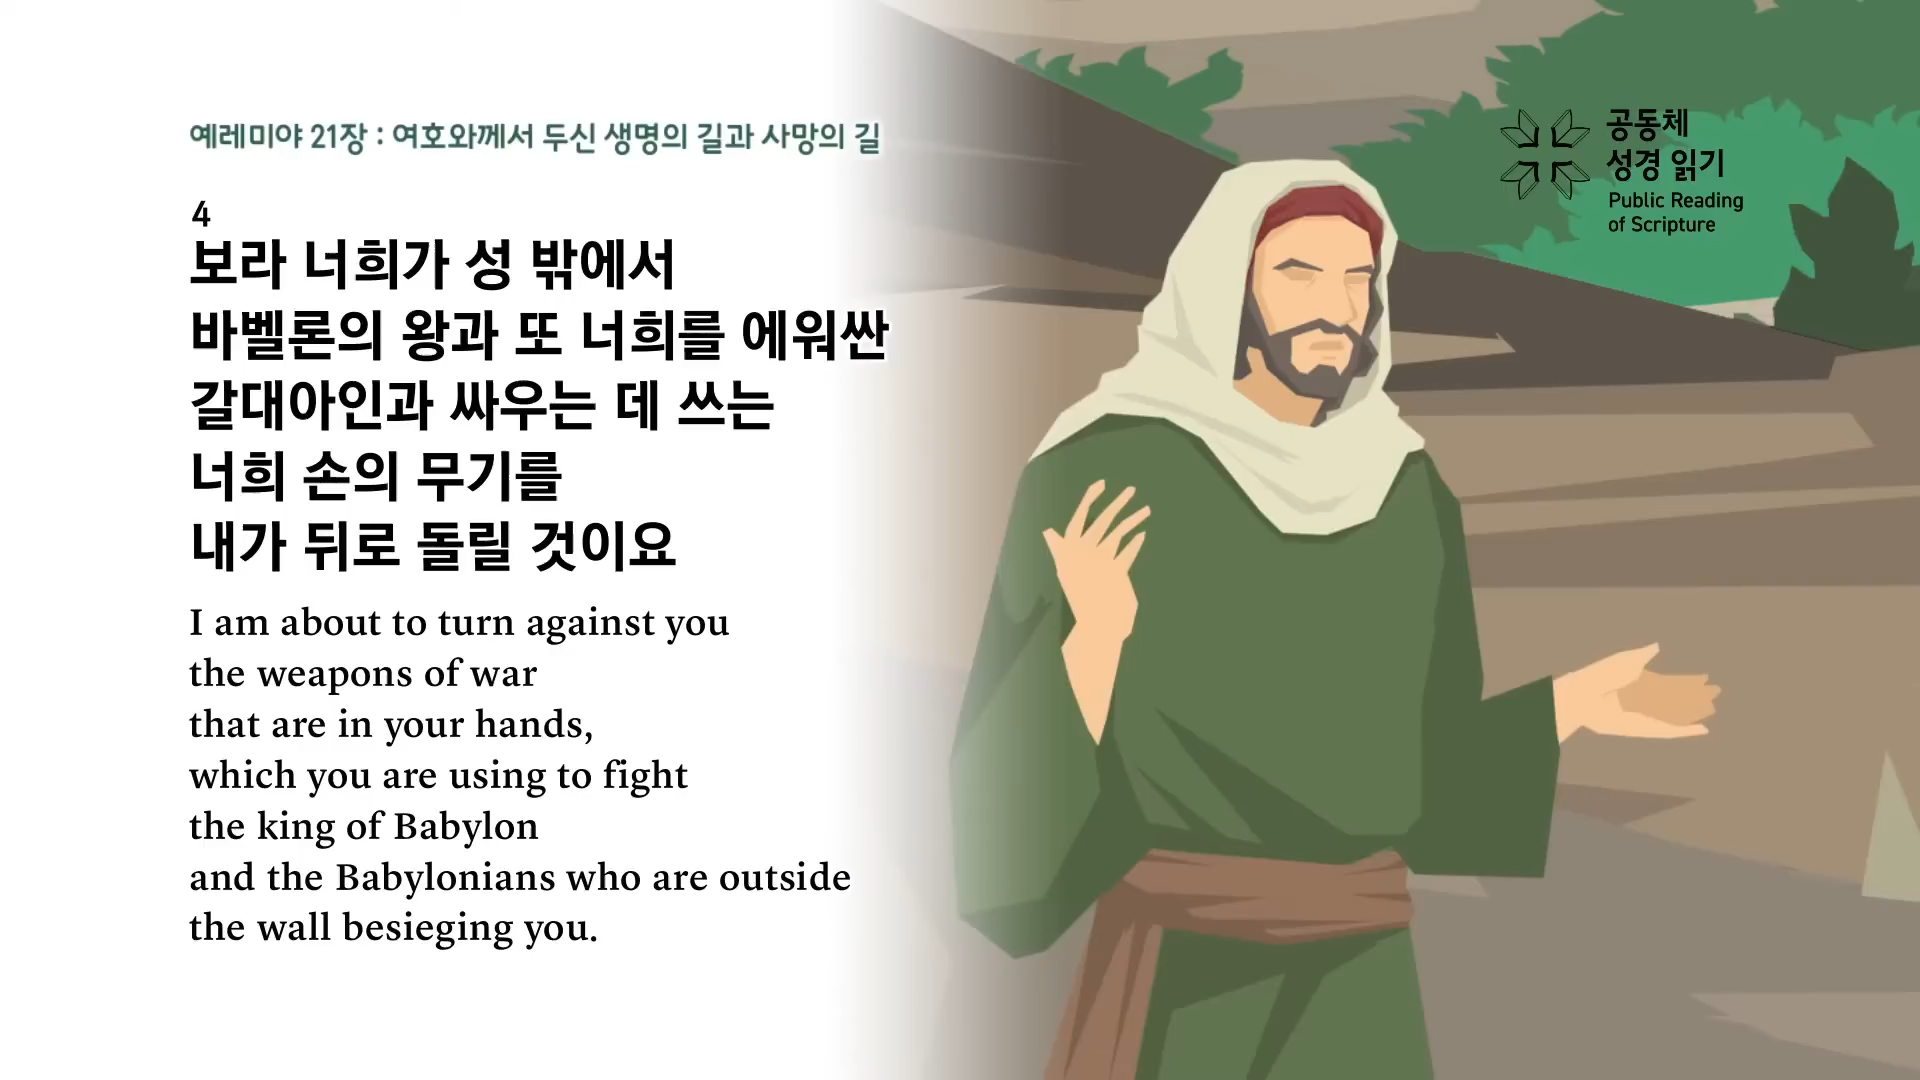 예레미야 21장 : 여호와께서 두신 생명의 길과 사망의 길
4
보라 너희가 성 밖에서
바벨론의 왕과 또 너희를 에워싼
갈대아인과 싸우는 데 쓰는
너희 손의 무기를
내가 뒤로 돌릴 것이요
I am about to turn against you
the weapons of war
that are in your hands,
which you are using to fight
the king of Babylon
and the Babylonians who are outside
the wall besieging you.
공동체
성경 읽기
Public Reading
of Scripture